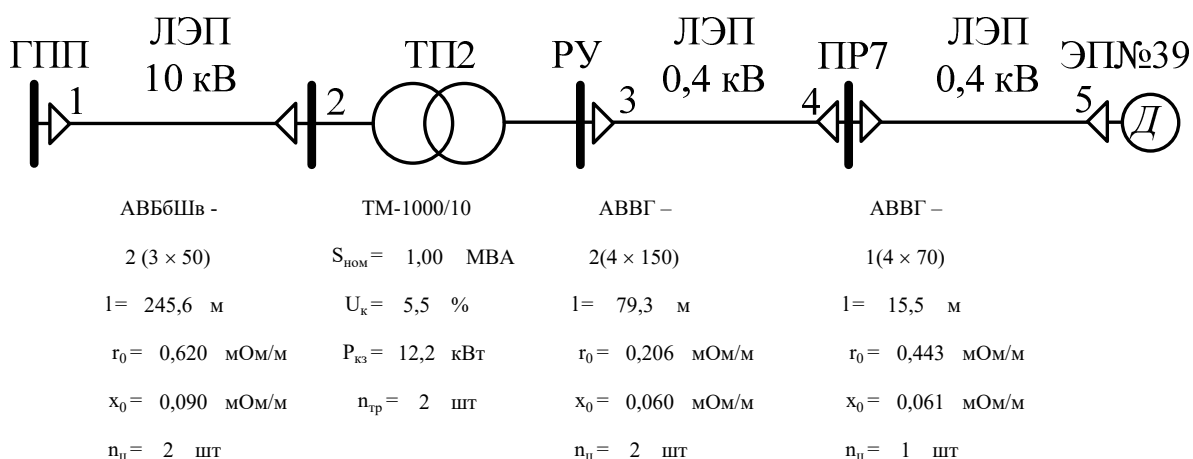 ГПП ЛЭП 10 кВ ТП2 РУ ЛЭП 0,4 кВ ПР7 ЛЭП 0,4 кВ ЭП№39
1 2 3 4 5 Д
АВБбШв - ТМ-1000/10 АВВГ – АВВГ –
2 (3 × 50) Sном= 1,00 МВА 2(4 × 150) 1(4 × 70)
l= 245,6 м Uк= 5,5 % l= 79,3 м l= 15,5 м
r0= 0,620 мОм/м Pкз= 12,2 кВт r0= 0,206 мОм/м r0= 0,443 мОм/м
x0= 0,090 мОм/м nтр= 2 шт x0= 0,060 мОм/м x0= 0,061 мОм/м
nц= 2 шт nц= 2 шт nц= 1 шт